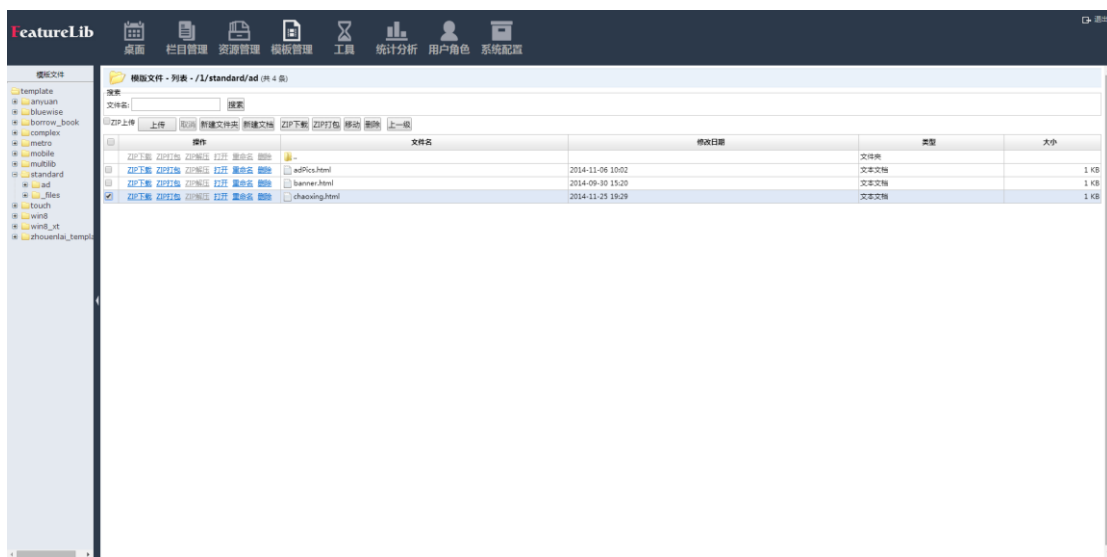 FeatureLib
桌面 栏目管理 资源管理 模板管理 工具 统计分析 用户角色 系统配置
退出
模板文件
template
anyuan
bluewise
borrow_book
complex
metro
mobile
multilib
standard
ad
_files
touch
win8
win8_xt
zhouenlai_templa
模版文件 - 列表 - /1/standard/ad (共 4 条)
搜索
文件名: 搜索
ZIP上传 上传 取消 新建文件夹 新建文档 ZIP下载 ZIP打包 移动 删除 上一级
操作 文件名 修改日期 类型 大小
ZIP下载 ZIP打包 ZIP解压 打开 重命名 删除 .. 文件夹
ZIP下载 ZIP打包 ZIP解压 打开 重命名 删除 adPics.html 2014-11-06 10:02 文本文档 1 KB
ZIP下载 ZIP打包 ZIP解压 打开 重命名 删除 banner.html 2014-09-30 15:20 文本文档 1 KB
ZIP下载 ZIP打包 ZIP解压 打开 重命名 删除 chaoxing.html 2014-11-25 19:29 文本文档 1 KB